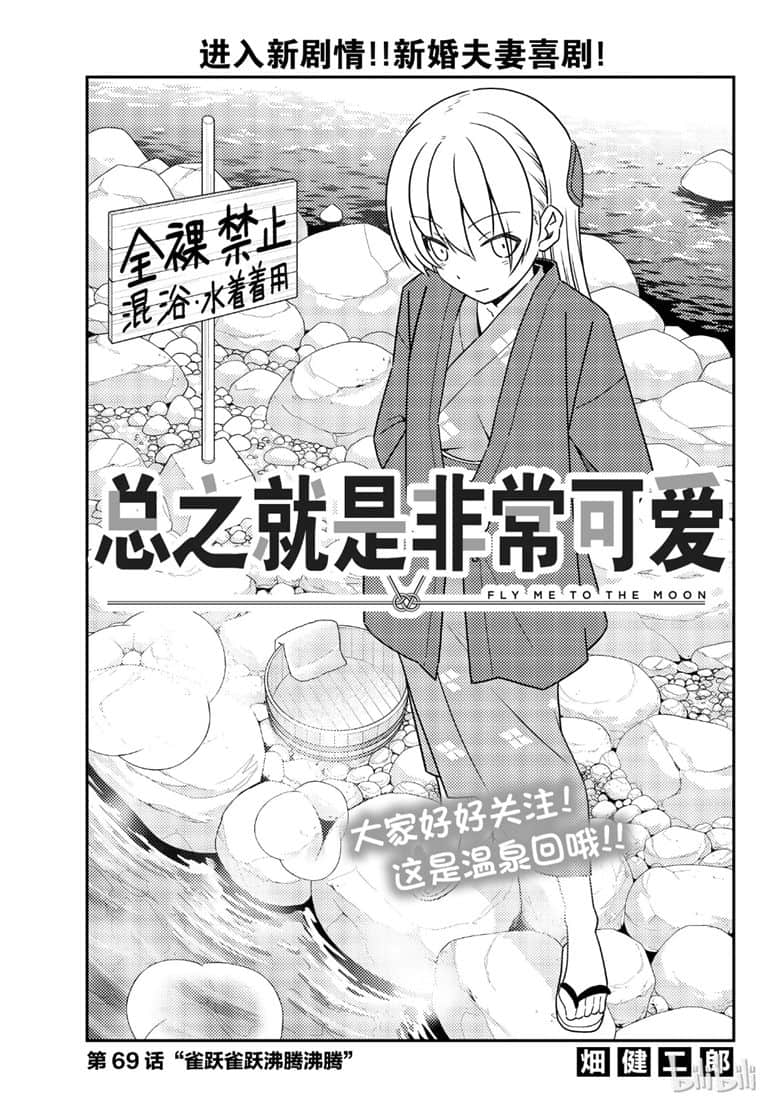 进入新剧情!!新婚夫妻喜剧!
全裸禁止
混浴・水着着用
总之就是非常可爱
FLY ME TO THE MOON
大家好好关注!
这是温泉回哦!!
第69话“雀跃雀跃沸腾沸腾”
畑健二郎
bilibili